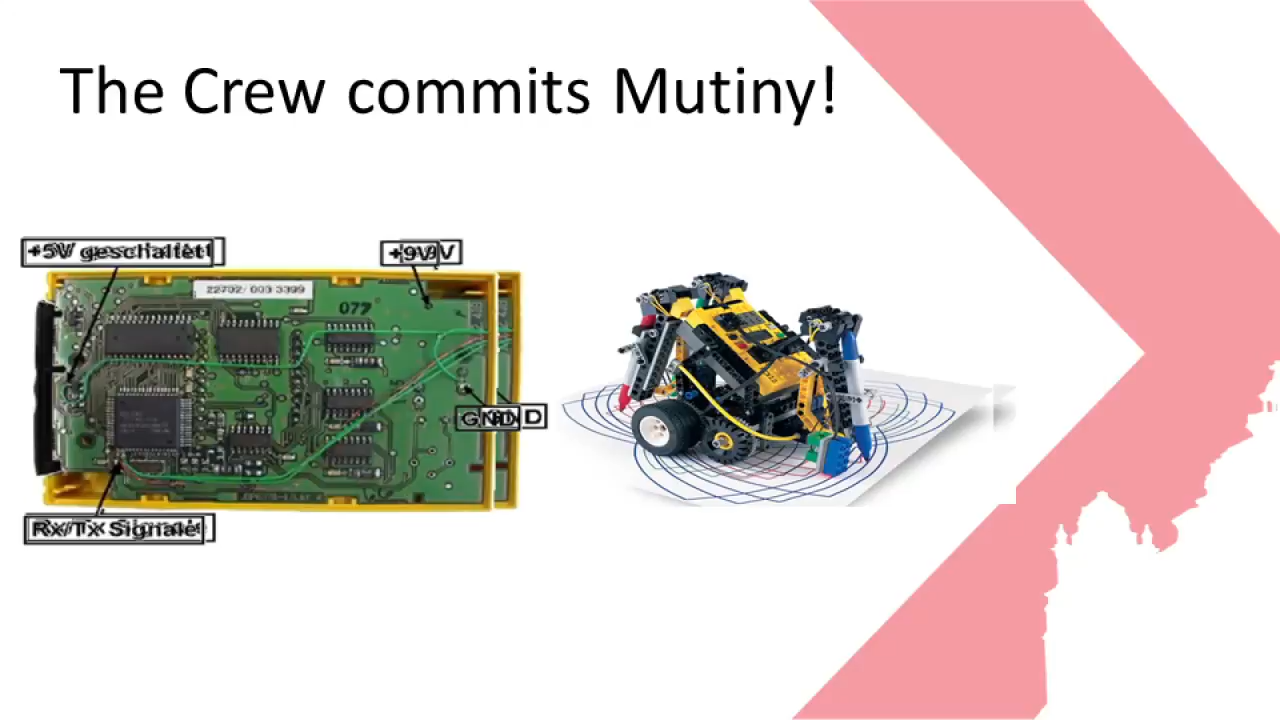 The Crew commits Mutiny!
+5V geschaltet
+9V
22702/ 003 3399
077
GND
Rx/Tx Signale